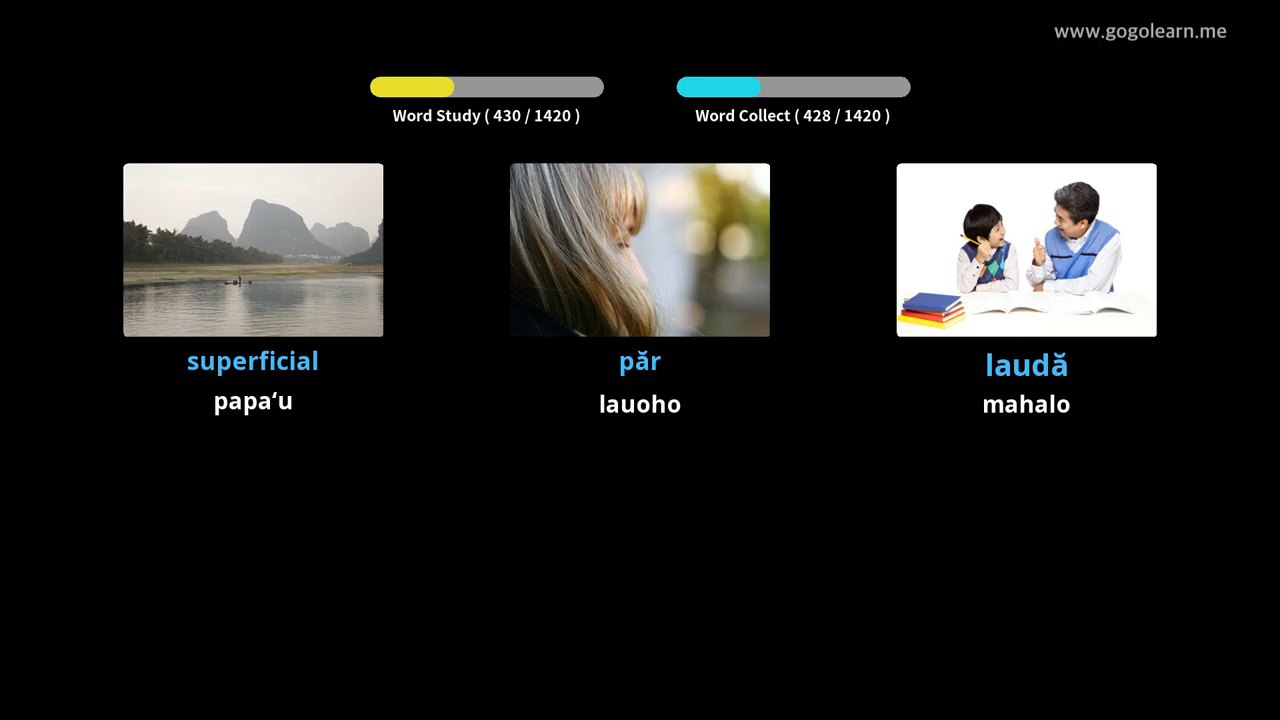 www.gogolearn.me
Word Study ( 430 / 1420 )
Word Collect ( 428 / 1420 )
superficial
papaʻu
păr
lauoho
laudă
mahalo